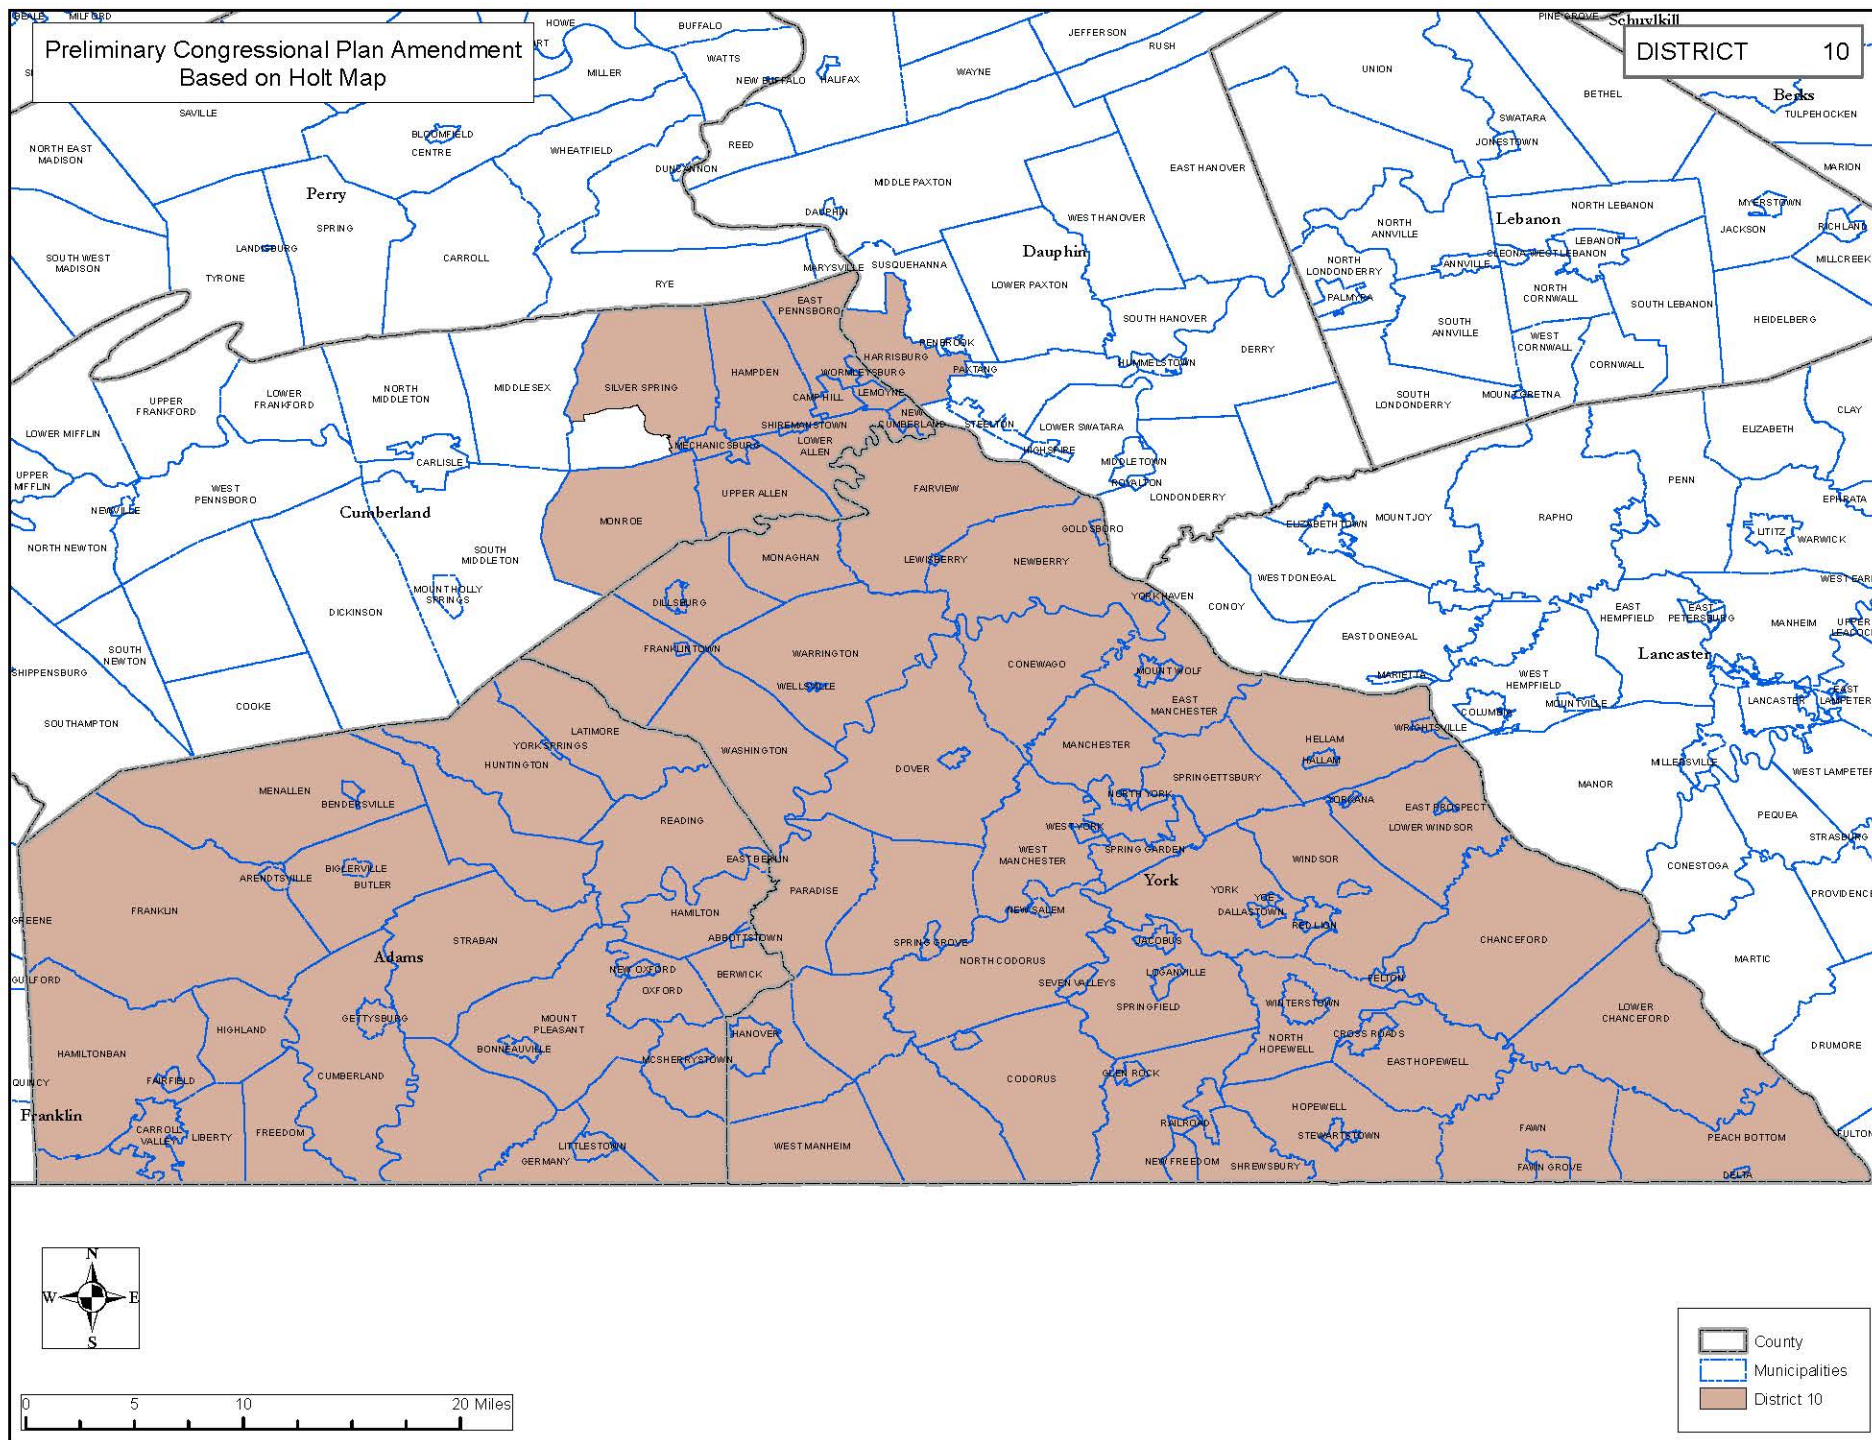 Preliminary Congressional Plan Amendment
Based on Holt Map
DISTRICT 10
MILFORD
HOWE
BUFFALO
JEFFERSON
PINE GROVE
Schuylkill
RUSH
WATTS
MILLER
NEW BUFFALO
HALIFAX
WAYNE
UNION
BETHEL
Berks
TULPEHOCKEN
SAVILLE
BLOOMFIELD
CENTRE
NORTH EAST
MADISON
WHEATFIELD
REED
SWATARA
JONESTOWN
DUNCANNON
EAST HANOVER
MARION
MIDDLE PAXTON
Perry
SPRING
DAUPHIN
WEST HANOVER
NORTH
ANNVILLE
Lebanon
NORTH LEBANON
MYERSTOWN
JACKSON
RICHLAND
LANDISBURG
SOUTH WEST
MADISON
TYRONE
CARROLL
RYE
MARYSVILLE
SUSQUEHANNA
Dauphin
LOWER PAXTON
NORTH
LONDONDERRY
ANNVILLE
CLEONA
WEST LEBANON
LEBANON
MILLCREEK
PALMYRA
NORTH
CORNWALL
SOUTH LEBANON
HEIDELBERG
EAST
PENNSBORO
SOUTH HANOVER
SOUTH
ANNVILLE
WEST
CORNWALL
CORNWALL
PENBROOK
DERRY
HARRISBURG
HUMMELSTOWN
PAXTANG
WORMLEYSBURG
HAMPDEN
SILVER SPRING
MIDDLESEX
NORTH
MIDDLETON
LOWER
FRANKFORD
UPPER
FRANKFORD
CAMP HILL
LEMOYNE
SOUTH
LONDONDERRY
MOUNT GRETNA
CLAY
ELIZABETH
LOWER MIFFLIN
SHIREMANSTOWN
NEW
CUMBERLAND
STEELTON
LOWER SWATARA
MECHANICSBURG
LOWER
ALLEN
HIGHSPIRE
MIDDLETOWN
ROYALTON
CARLISLE
UPPER
MIFFLIN
WEST
PENNSBORO
UPPER ALLEN
FAIRVIEW
LONDONDERRY
PENN
EPHRATA
NEWVILLE
Cumberland
MONROE
GOLDSBORO
ELIZABETHTOWN
MOUNT JOY
RAPHO
LITITZ
WARWICK
NORTH NEWTON
SOUTH
MIDDLETON
MONAGHAN
LEWISBERRY
NEWBERRY
WEST DONEGAL
WEST EARL
MOUNT HOLLY
SPRINGS
DICKINSON
DILLSBURG
YORK HAVEN
CONOY
EAST
HEMPFIELD
EAST
PETERSBURG
MANHEIM
UPPER
LEACOCK
EAST DONEGAL
SOUTH
NEWTON
FRANKLINTOWN
WARRINGTON
CONEWAGO
MOUNT WOLF
Lancaster
SHIPPENSBURG
WELLSVILLE
MARIETTA
WEST
HEMPFIELD
COOKE
EAST
MANCHESTER
COLUMBIA
MOUNTVILLE
LANCASTER
EAST
LAMPETER
SOUTHAMPTON
LATIMORE
YORK SPRINGS
HUNTINGTON
WASHINGTON
DOVER
MANCHESTER
HELLAM
HALLAM
WRIGHTSVILLE
MILLERSVILLE
WEST LAMPETER
SPRINGETTSBURY
MANOR
MENALLEN
BENDERSVILLE
READING
NORTH YORK
YORKANA
EAST PROSPECT
PEQUEA
STRASBURG
WEST YORK
LOWER WINDSOR
EAST BERLIN
WEST
MANCHESTER
SPRING GARDEN
WINDSOR
CONESTOGA
ARENDTSVILLE
BIGLERVILLE
BUTLER
PARADISE
York
YORK
PROVIDENCE
FRANKLIN
HAMILTON
NEW SALEM
YOE
DALLASTOWN
RED LION
GREENE
ABBOTTSTOWN
STRABAN
SPRING GROVE
JACOBUS
CHANCEFORD
Adams
NEW OXFORD
BERWICK
NORTH CODORUS
MARTIC
GUILFORD
OXFORD
SEVEN VALLEYS
LOGANVILLE
FELTON
SPRINGFIELD
WINTERSTOWN
LOWER
CHANCEFORD
GETTYSBURG
HIGHLAND
MOUNT
PLEASANT
HANOVER
NORTH
HOPEWELL
CROSS ROADS
DRUMORE
HAMILTONBAN
BONNEAUVILLE
MCSHERRYSTOWN
EAST HOPEWELL
QUINCY
FAIRFIELD
CUMBERLAND
CODORUS
GLEN ROCK
Franklin
HOPEWELL
CARROLL
VALLEY
LIBERTY
FREEDOM
LITTLESTOWN
WEST MANHEIM
RAILROAD
STEWARTSTOWN
FAWN
PEACH BOTTOM
FULTON
GERMANY
NEW FREEDOM
SHREWSBURY
FAWN GROVE
DELTA
N
W E
S
County
Municipalities
District 10
0 5 10 20 Miles